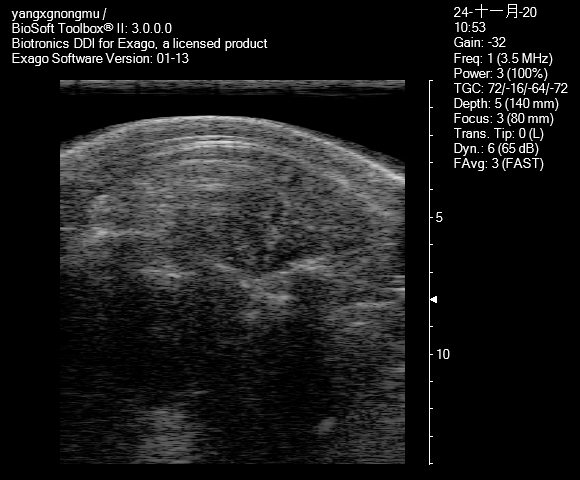 yangxgnongmu /
BioSoft Toolbox® II: 3.0.0.0
Biotronics DDI for Exago, a licensed product
Exago Software Version: 01-13
24-十一月-20
10:53
Gain: -32
Freq: 1 (3.5 MHz)
Power: 3 (100%)
TGC: 72/-16/-64/-72
Depth: 5 (140 mm)
Focus: 3 (80 mm)
Trans. Tip: 0 (L)
Dyn.: 6 (65 dB)
FAvg: 3 (FAST)
5
10